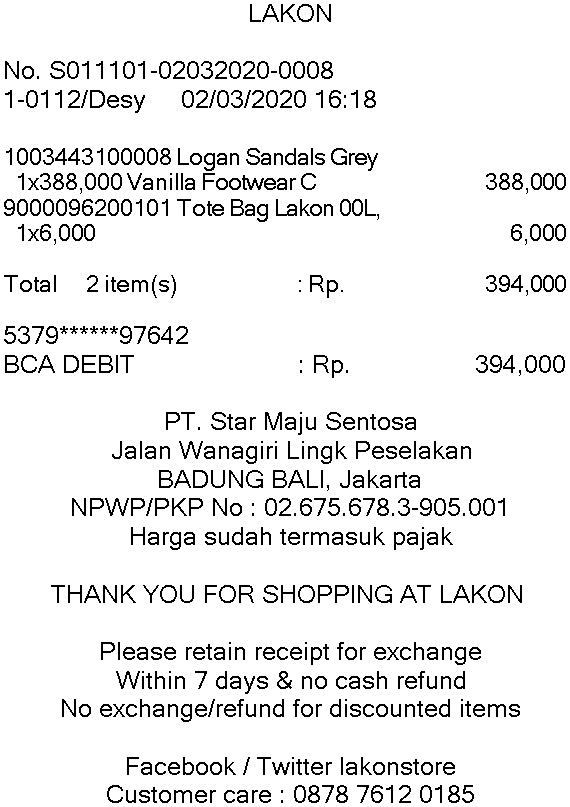 LAKON
No. S011101-02032020-0008
1-0112/Desy 02/03/2020 16:18
1003443100008 Logan Sandals Grey
1x388,000 Vanilla Footwear C 388,000
9000096200101 Tote Bag Lakon 00L,
1x6,000 6,000
Total 2 item(s) : Rp. 394,000
5379******97642
BCA DEBIT : Rp. 394,000
PT. Star Maju Sentosa
Jalan Wanagiri Lingk Peselakan
BADUNG BALI, Jakarta
NPWP/PKP No : 02.675.678.3-905.001
Harga sudah termasuk pajak
THANK YOU FOR SHOPPING AT LAKON
Please retain receipt for exchange
Within 7 days & no cash refund
No exchange/refund for discounted items
Facebook / Twitter lakonstore
Customer care : 0878 7612 0185